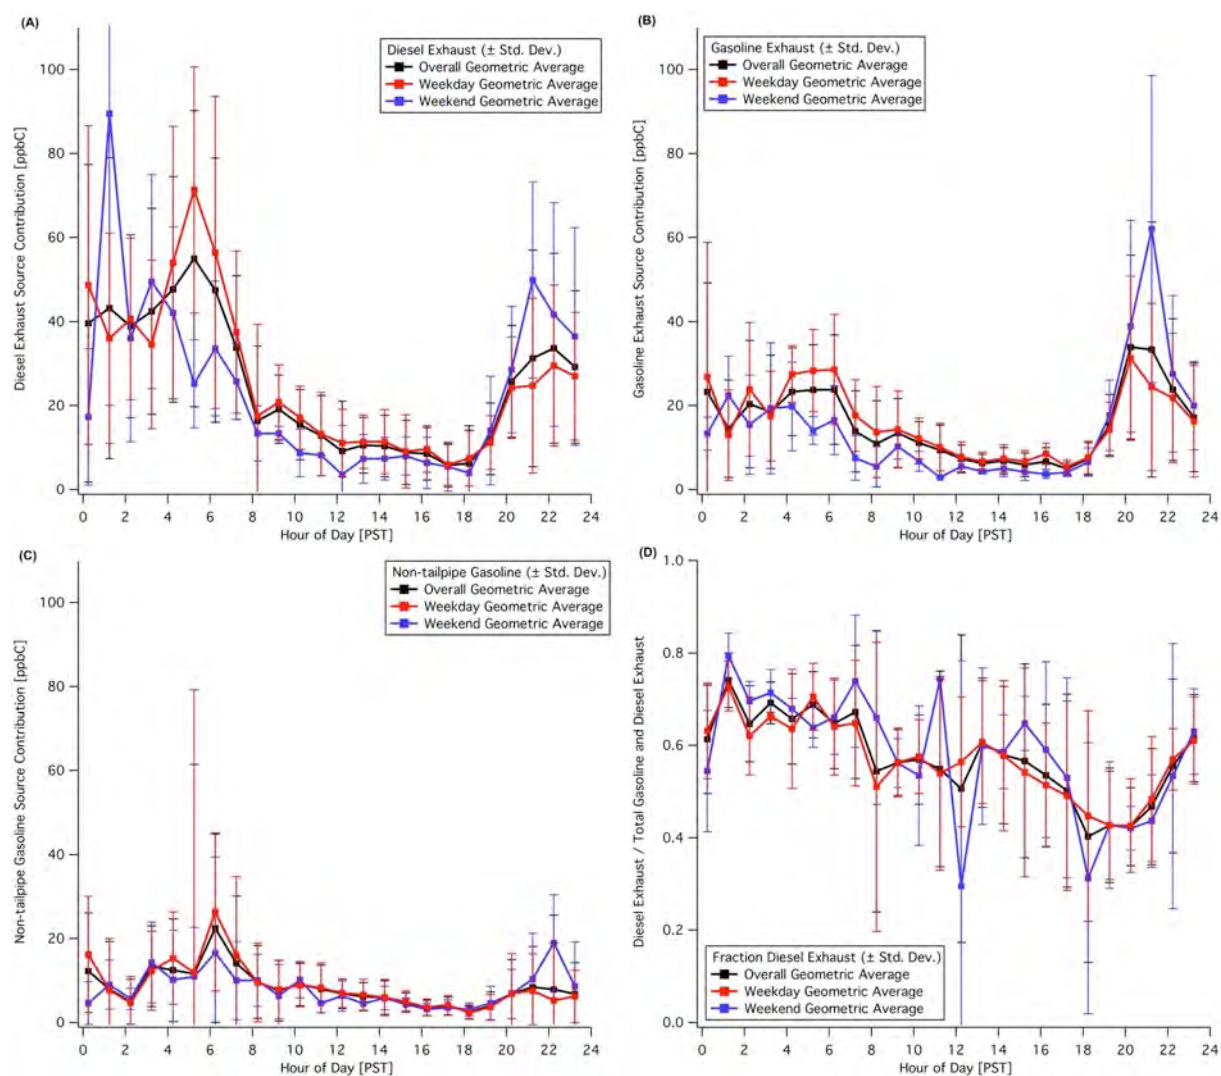 (A)
Diesel Exhaust (± Std. Dev.)
Overall Geometric Average
Weekday Geometric Average
Weekend Geometric Average
Diesel Exhaust Source Contribution [ppbC]
100
80
60
40
20
0
0 2 4 6 8 10 12 14 16 18 20 22 24
Hour of Day [PST]
(B)
Gasoline Exhaust (± Std. Dev.)
Overall Geometric Average
Weekday Geometric Average
Weekend Geometric Average
Gasoline Exhaust Source Contribution [ppbC]
100
80
60
40
20
0
0 2 4 6 8 10 12 14 16 18 20 22 24
Hour of Day [PST]
(C)
Non-tailpipe Gasoline (± Std. Dev.)
Overall Geometric Average
Weekday Geometric Average
Weekend Geometric Average
Non-tailpipe Gasoline Source Contribution [ppbC]
100
80
60
40
20
0
0 2 4 6 8 10 12 14 16 18 20 22 24
Hour of Day [PST]
(D)
Diesel Exhaust / Total Gasoline and Diesel Exhaust
1.0
0.8
0.6
0.4
0.2
0.0
Fraction Diesel Exhaust (± Std. Dev.)
Overall Geometric Average
Weekday Geometric Average
Weekend Geometric Average
0 2 4 6 8 10 12 14 16 18 20 22 24
Hour of Day [PST]